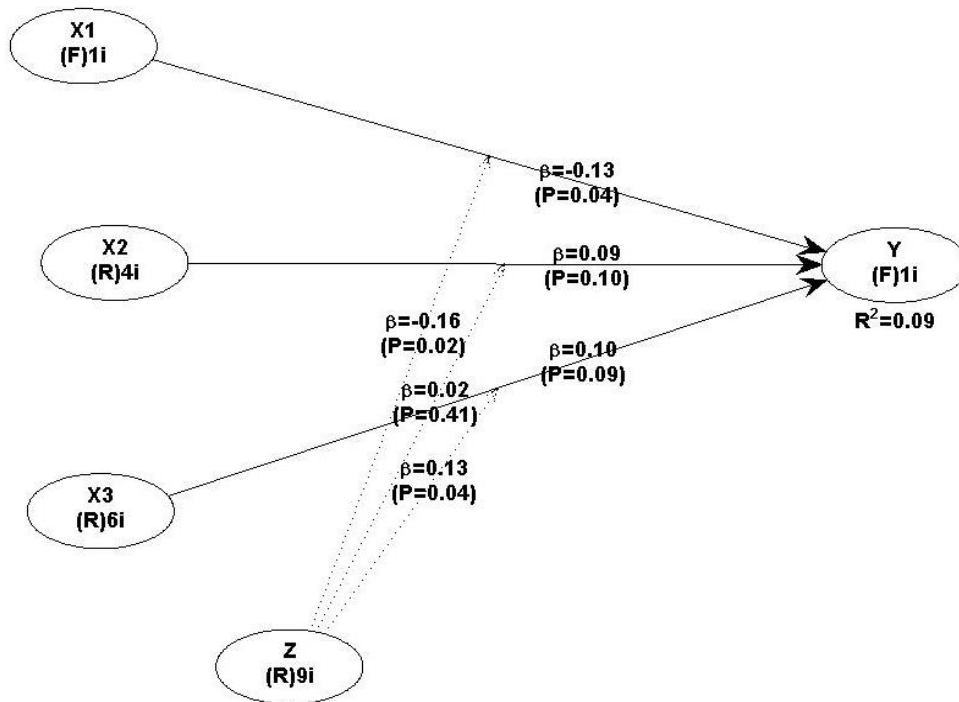 X1
(F)1i
β=-0.13
(P=0.04)
X2
(R)4i
β=0.09
(P=0.10)
Y
(F)1i
R²=0.09
β=-0.16
(P=0.02)
β=0.10
(P=0.09)
β=0.02
(P=0.41)
β=0.13
(P=0.04)
X3
(R)6i
Z
(R)9i